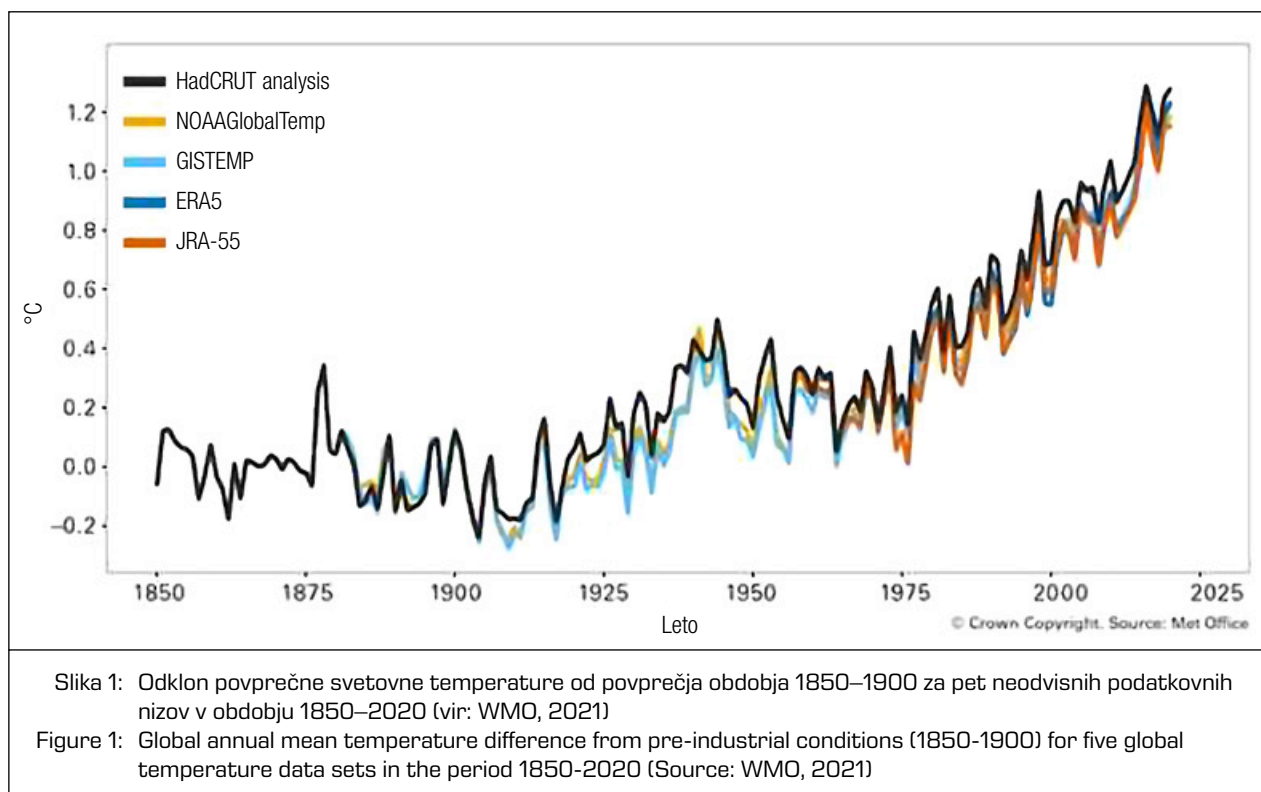 HadCRUT analysis
NOAAGlobalTemp
GISTEMP
ERA5
JRA-55
1.2
1.0
0.8
0.6
0.4
0.2
0.0
−0.2
°C
1850 1875 1900 1925 1950 1975 2000 2025
Leto
© Crown Copyright. Source: Met Office
Slika 1: Odklon povprečne svetovne temperature od povprečja obdobja 1850–1900 za pet neodvisnih podatkovnih
nizov v obdobju 1850–2020 (vir: WMO, 2021)
Figure 1: Global annual mean temperature difference from pre-industrial conditions (1850-1900) for five global
temperature data sets in the period 1850-2020 (Source: WMO, 2021)